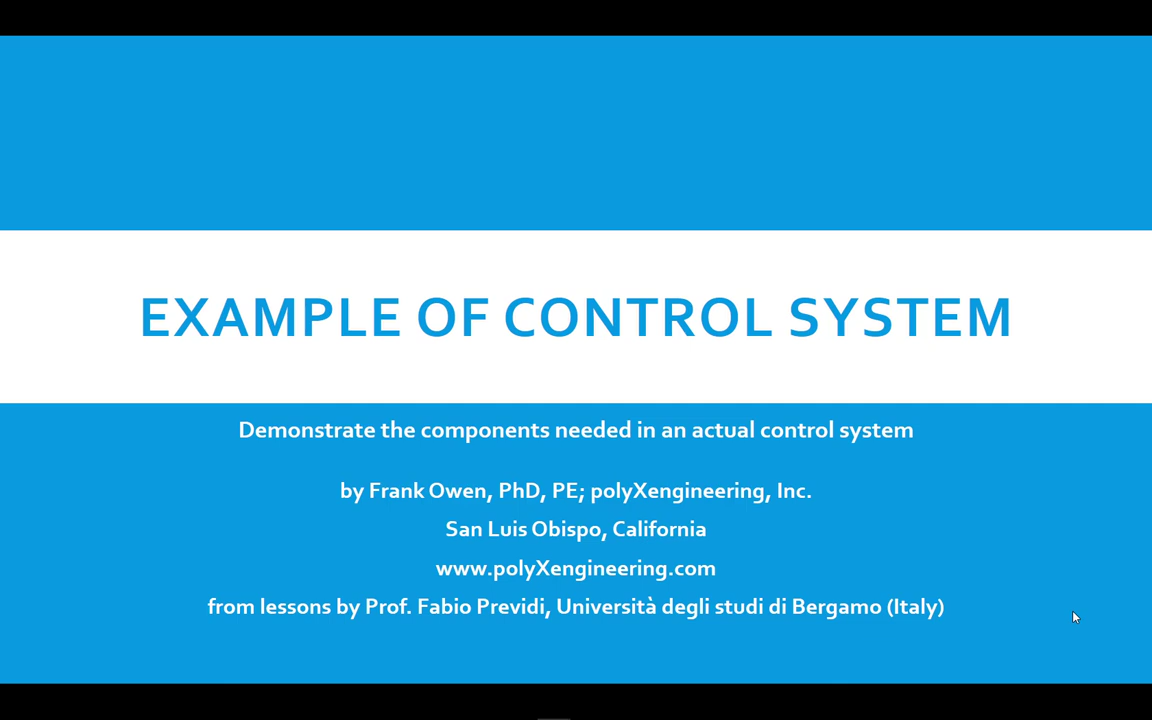 EXAMPLE OF CONTROL SYSTEM
Demonstrate the components needed in an actual control system
by Frank Owen, PhD, PE; polyXengineering, Inc.
San Luis Obispo, California
www.polyXengineering.com
from lessons by Prof. Fabio Previdi, Università degli studi di Bergamo (Italy)